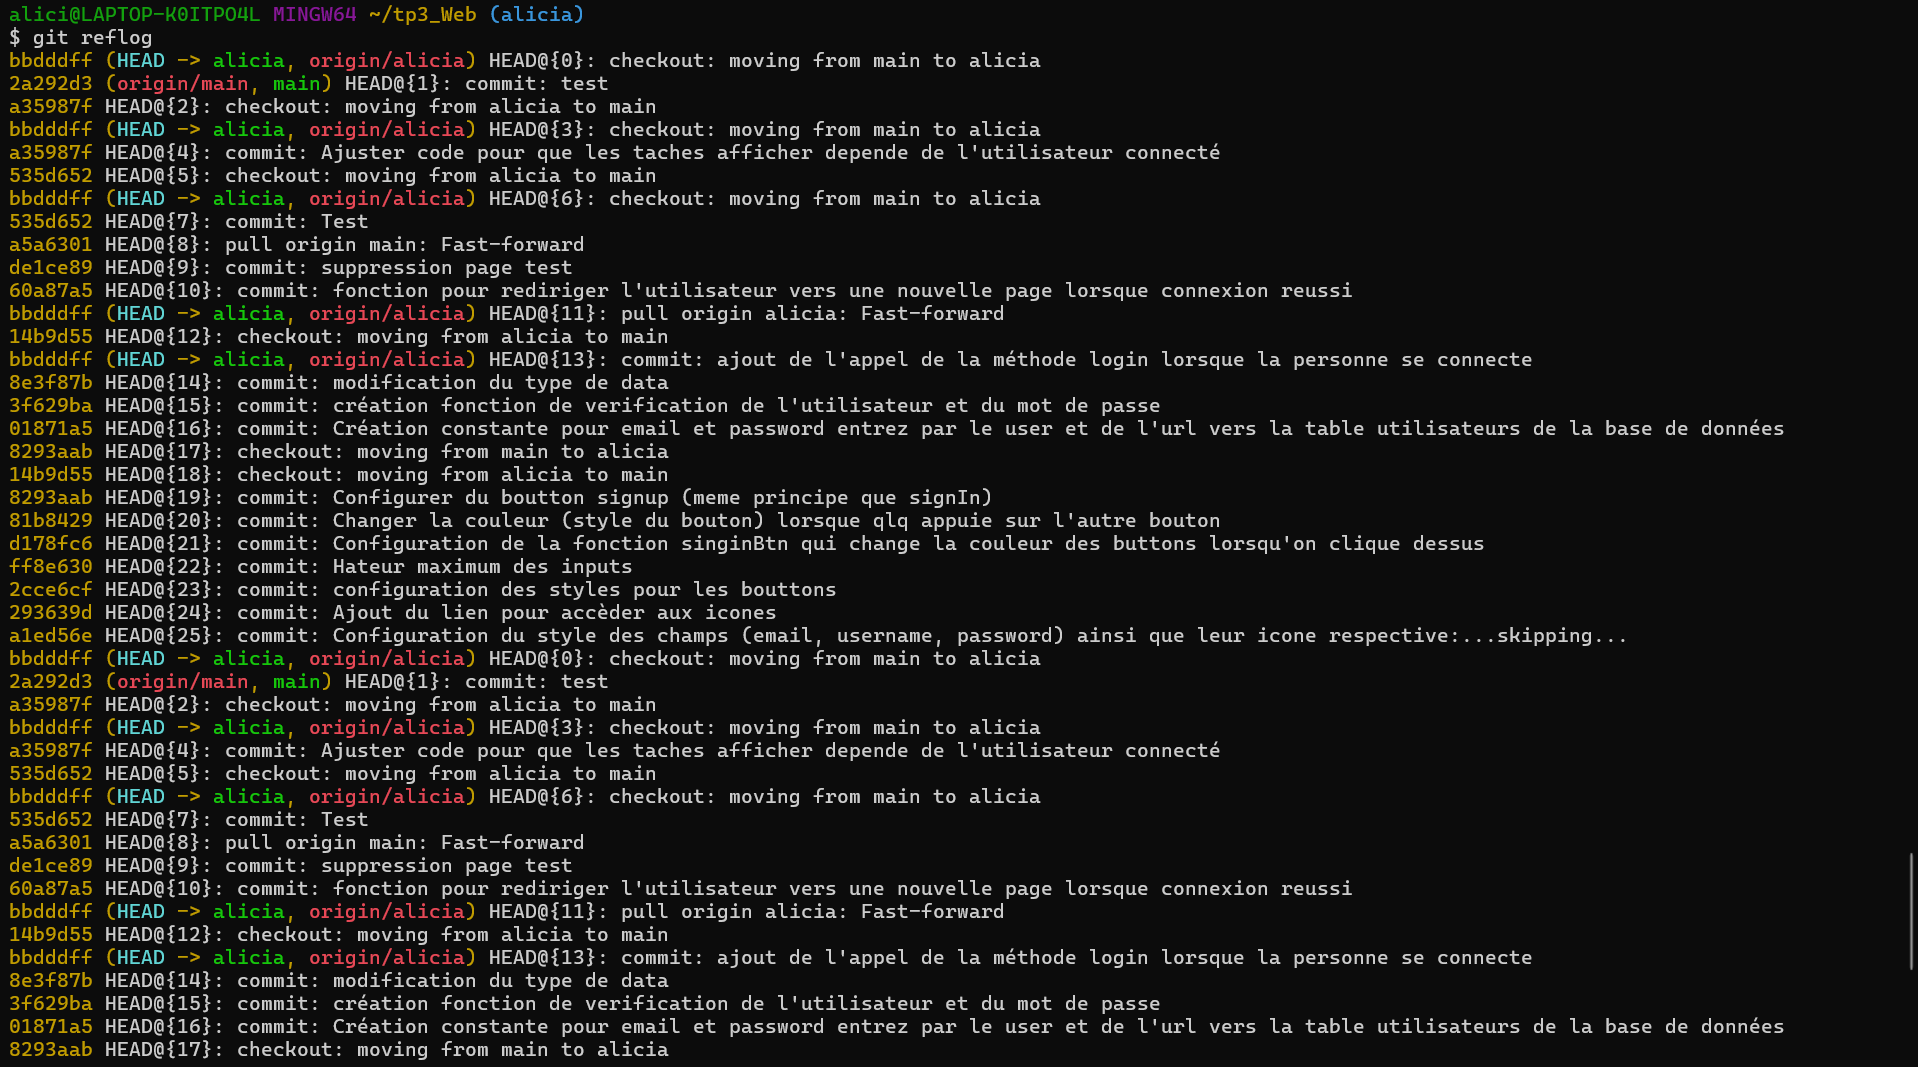 alici@LAPTOP-K0ITPO4L MINGW64 ~/tp3_Web (alicia)
$ git reflog
bbdddff (HEAD -> alicia, origin/alicia) HEAD@{0}: checkout: moving from main to alicia
2a292d3 (origin/main, main) HEAD@{1}: commit: test
a35987f HEAD@{2}: checkout: moving from alicia to main
bbdddff (HEAD -> alicia, origin/alicia) HEAD@{3}: checkout: moving from main to alicia
a35987f HEAD@{4}: commit: Ajuster code pour que les taches afficher depende de l'utilisateur connecté
535d652 HEAD@{5}: checkout: moving from alicia to main
bbdddff (HEAD -> alicia, origin/alicia) HEAD@{6}: checkout: moving from main to alicia
535d652 HEAD@{7}: commit: Test
a5a6301 HEAD@{8}: pull origin main: Fast-forward
de1ce89 HEAD@{9}: commit: suppression page test
60a87a5 HEAD@{10}: commit: fonction pour rediriger l'utilisateur vers une nouvelle page lorsque connexion reussi
bbdddff (HEAD -> alicia, origin/alicia) HEAD@{11}: pull origin alicia: Fast-forward
14b9d55 HEAD@{12}: checkout: moving from alicia to main
bbdddff (HEAD -> alicia, origin/alicia) HEAD@{13}: commit: ajout de l'appel de la méthode login lorsque la personne se connecte
8e3f87b HEAD@{14}: commit: modification du type de data
3f629ba HEAD@{15}: commit: création fonction de verification de l'utilisateur et du mot de passe
01871a5 HEAD@{16}: commit: Création constante pour email et password entrez par le user et de l'url vers la table utilisateurs de la base de données
8293aab HEAD@{17}: checkout: moving from main to alicia
14b9d55 HEAD@{18}: checkout: moving from alicia to main
8293aab HEAD@{19}: commit: Configurer du boutton signup (meme principe que signIn)
81b8429 HEAD@{20}: commit: Changer la couleur (style du bouton) lorsque qlq appuie sur l'autre bouton
d178fc6 HEAD@{21}: commit: Configuration de la fonction singinBtn qui change la couleur des buttons lorsqu'on clique dessus
ff8e630 HEAD@{22}: commit: Hateur maximum des inputs
2cce6cf HEAD@{23}: commit: configuration des styles pour les bouttons
293639d HEAD@{24}: commit: Ajout du lien pour accèder aux icones
a1ed56e HEAD@{25}: commit: Configuration du style des champs (email, username, password) ainsi que leur icone respective:...skipping...
bbdddff (HEAD -> alicia, origin/alicia) HEAD@{0}: checkout: moving from main to alicia
2a292d3 (origin/main, main) HEAD@{1}: commit: test
a35987f HEAD@{2}: checkout: moving from alicia to main
bbdddff (HEAD -> alicia, origin/alicia) HEAD@{3}: checkout: moving from main to alicia
a35987f HEAD@{4}: commit: Ajuster code pour que les taches afficher depende de l'utilisateur connecté
535d652 HEAD@{5}: checkout: moving from alicia to main
bbdddff (HEAD -> alicia, origin/alicia) HEAD@{6}: checkout: moving from main to alicia
535d652 HEAD@{7}: commit: Test
a5a6301 HEAD@{8}: pull origin main: Fast-forward
de1ce89 HEAD@{9}: commit: suppression page test
60a87a5 HEAD@{10}: commit: fonction pour rediriger l'utilisateur vers une nouvelle page lorsque connexion reussi
bbdddff (HEAD -> alicia, origin/alicia) HEAD@{11}: pull origin alicia: Fast-forward
14b9d55 HEAD@{12}: checkout: moving from alicia to main
bbdddff (HEAD -> alicia, origin/alicia) HEAD@{13}: commit: ajout de l'appel de la méthode login lorsque la personne se connecte
8e3f87b HEAD@{14}: commit: modification du type de data
3f629ba HEAD@{15}: commit: création fonction de verification de l'utilisateur et du mot de passe
01871a5 HEAD@{16}: commit: Création constante pour email et password entrez par le user et de l'url vers la table utilisateurs de la base de données
8293aab HEAD@{17}: checkout: moving from main to alicia